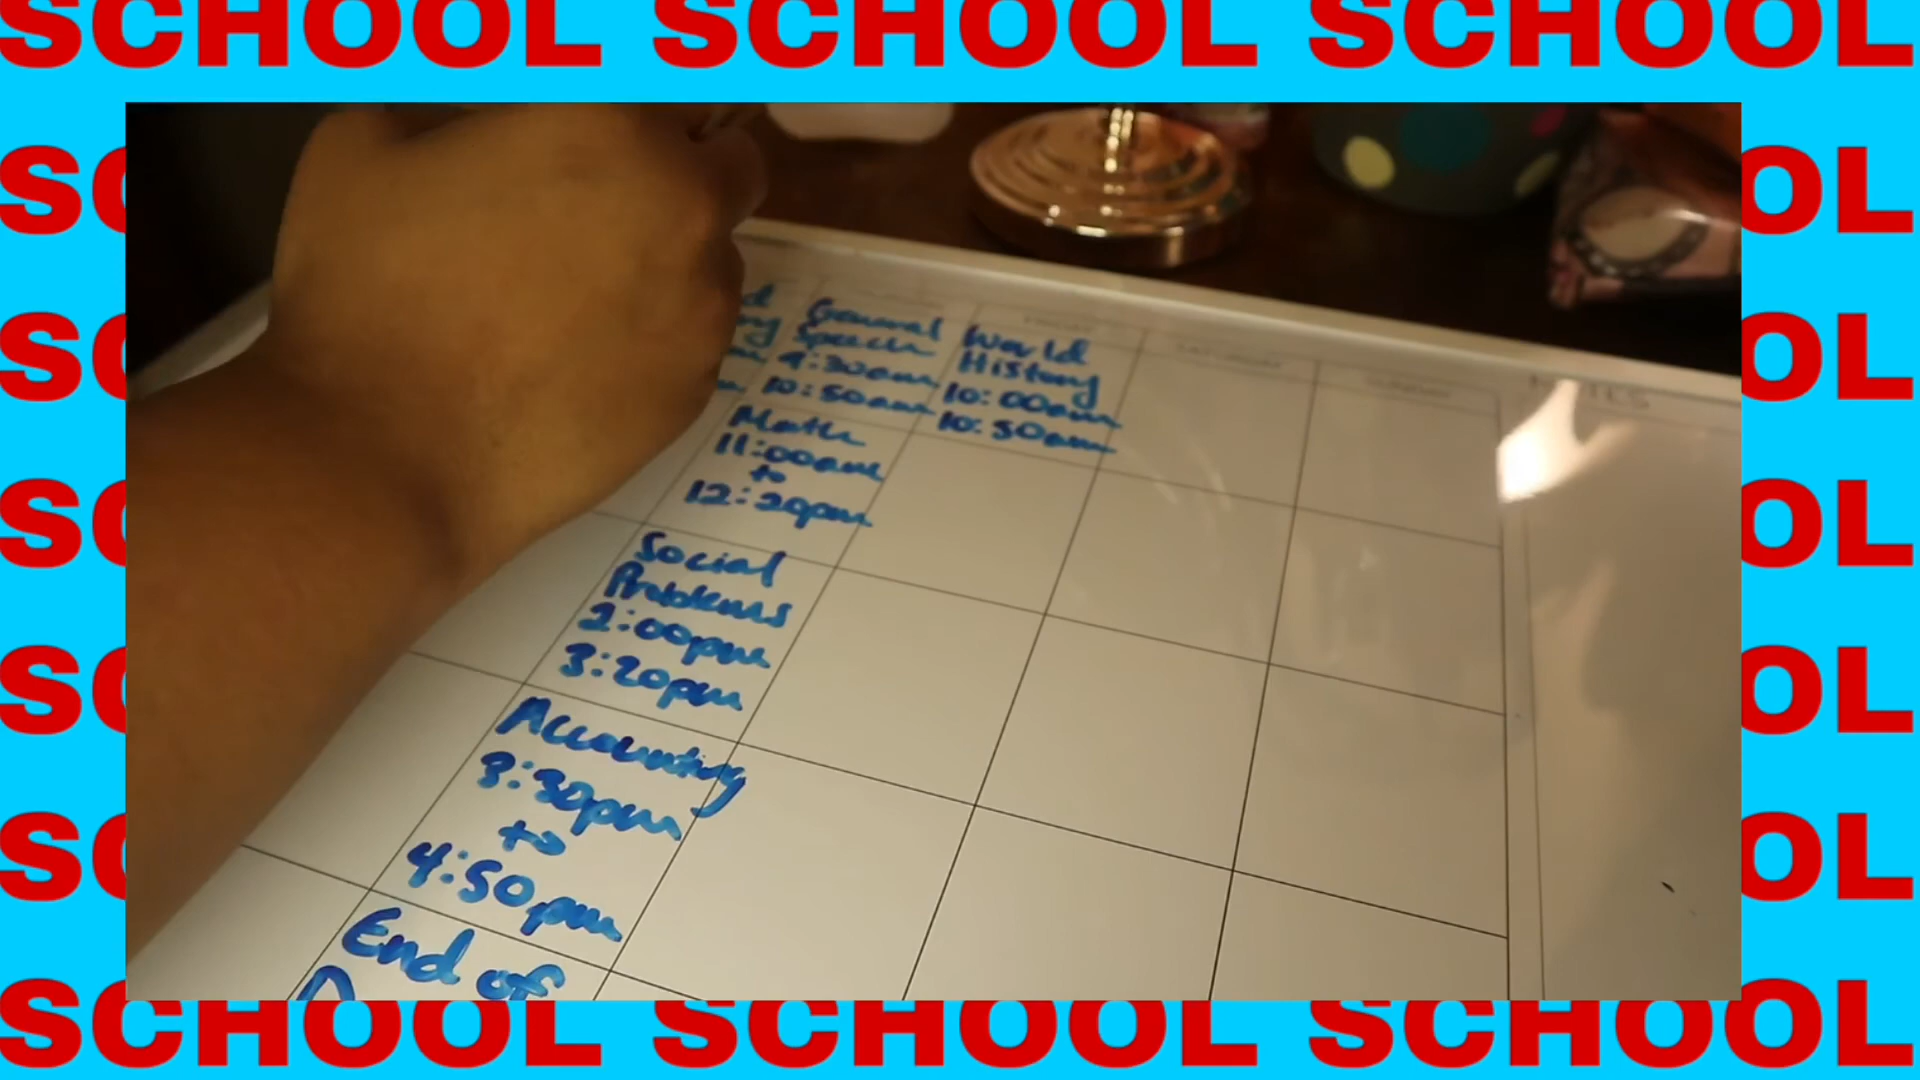 SCHOOL SCHOOL SCHOOL
General
Speech
9:30am
10:50am
Math
11:00am
to
12:20pm
Social
Problems
2:00pm
3:20pm
Accounting
3:30pm
to
4:50pm
End of
World
History
10:00am
10:50am
SCHOOL SCHOOL SCHOOL